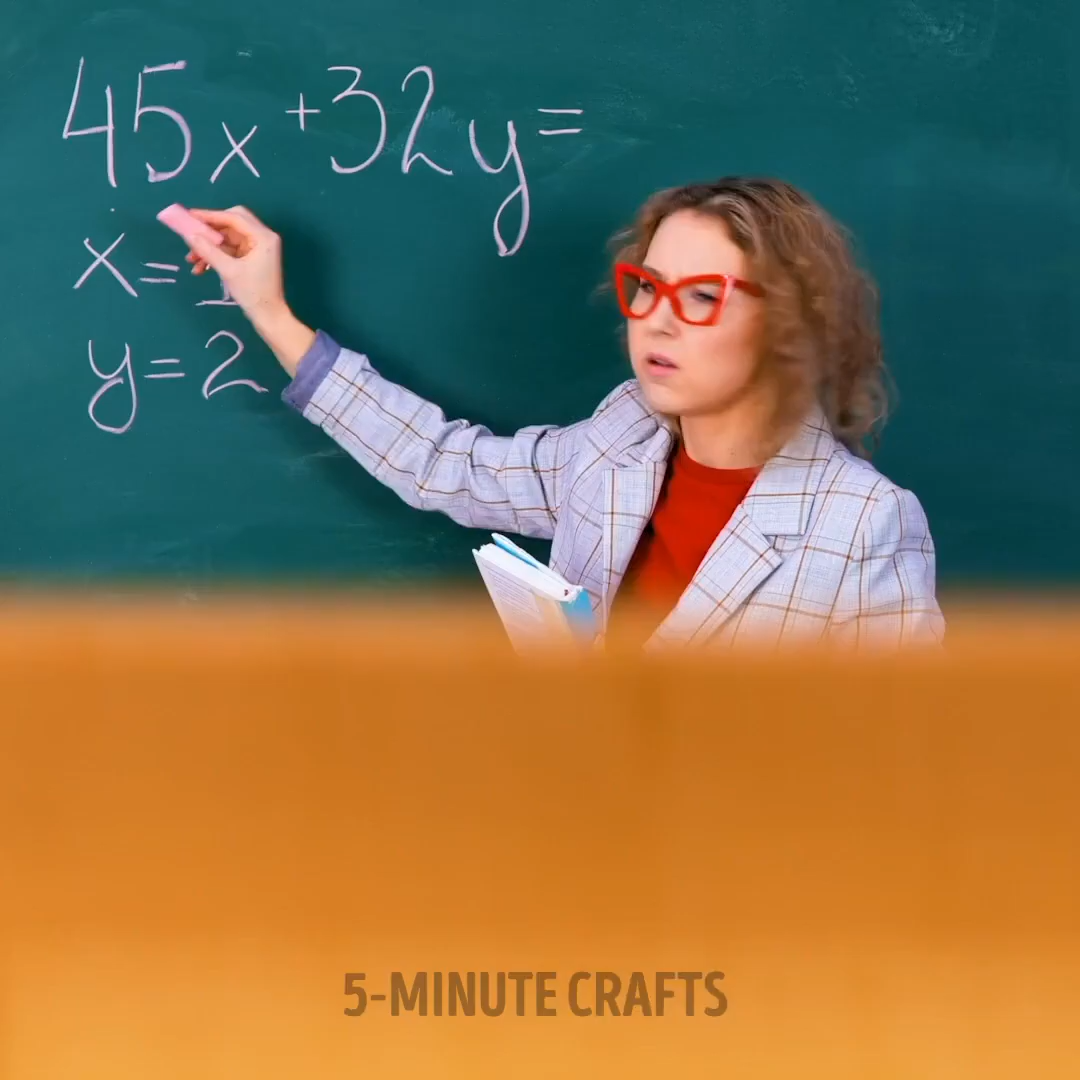 45x+32y=
x=
y=2
5-MINUTE CRAFTS